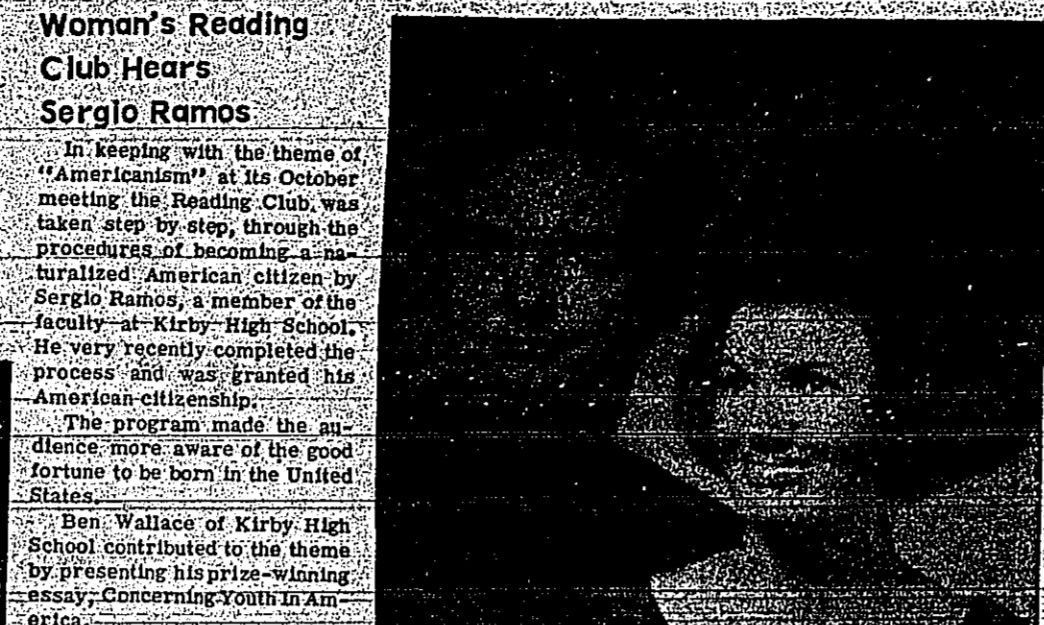 Woman's Reading
Club Hears
Sergio Ramos
In keeping with the theme of
"Americanism" at its October
meeting the Reading Club was
taken step by step, through the
procedures of becoming a na-
turalized American citizen by
Sergio Ramos, a member of the
faculty at Kirby High School.
He very recently completed the
process and was granted his
American citizenship.
The program made the au-
dience more aware of the good
fortune to be born in the United
States.
Ben Wallace of Kirby High
School contributed to the theme
by presenting his prize-winning
essay, Concerning Youth In Am-
erica.